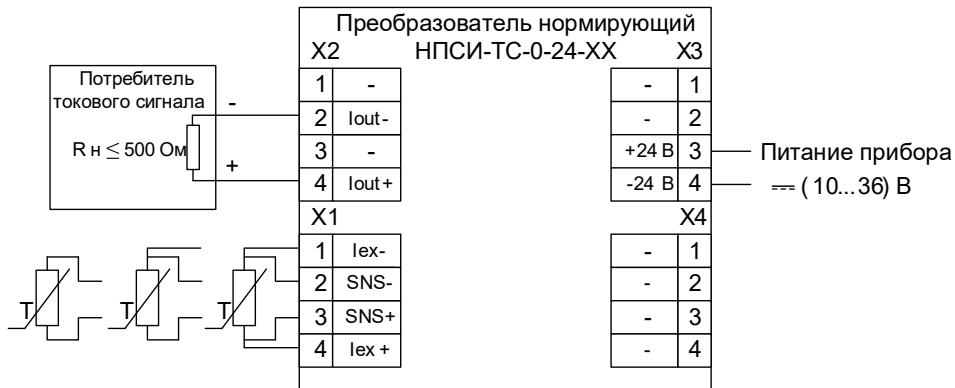 Преобразователь нормирующий
X2 НПСИ-ТС-0-24-ХХ X3
Потребитель
токового сигнала
-
R н ≤ 500 Ом
+
1 - - 1
2 Iout- - 2
3 - +24 В 3 Питание прибора
4 Iout+ -24 В 4 ⎓ (10...36) В
X1 X4
1 Iex- - 1
2 SNS- - 2
3 SNS+ - 3
4 Iex + - 4
T T T